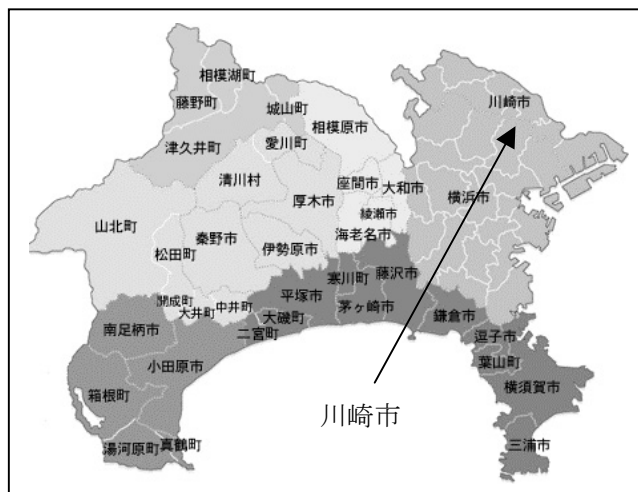 相模湖町
川崎市
藤野町
城山町
相模原市
愛川町
津久井町
清川村
座間市
大和市
横浜市
厚木市
綾瀬市
山北町
秦野市
海老名市
松田町
伊勢原市
寒川町
藤沢市
開成町
平塚市
中井町
大井町
茅ヶ崎市
鎌倉市
大磯町
南足柄市
二宮町
逗子市
小田原市
葉山町
横須賀市
箱根町
川崎市
湯河原町
真鶴町
三浦市